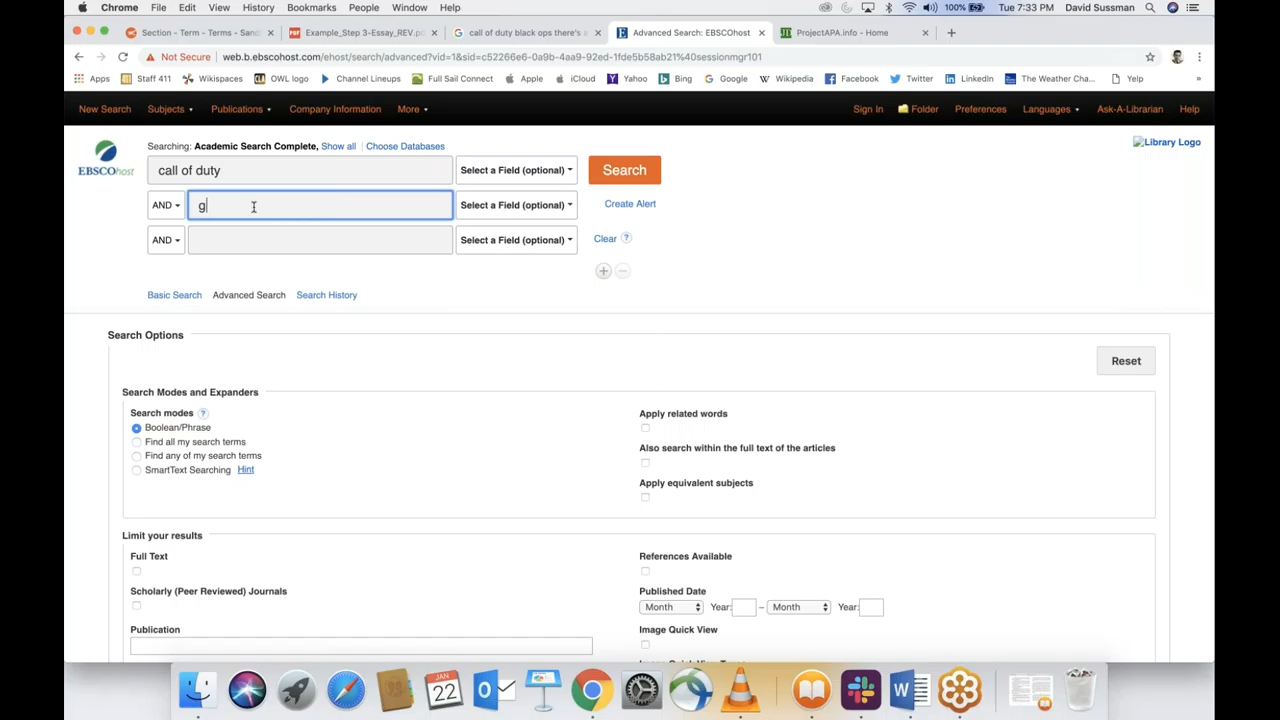 Chrome File Edit View History Bookmarks People Window Help 100% Tue 7:33 PM David Sussman
Section - Term - Terms - San Example_Step 3-Essay_REV.p call of duty black ops there's Advanced Search: EBSCOhost ProjectAPA.info - Home
Not Secure web.b.ebscohost.com/ehost/search/advanced?vid=1&sid=c52266e6-0a9b-4aa9-92ed-1fde5b58ab21%40sessionmgr101
Apps Staff 411 Wikispaces OWL logo Channel Lineups Full Sail Connect Apple iCloud Yahoo Bing Google Wikipedia Facebook Twitter LinkedIn The Weather Cha... Yelp »
New Search Subjects Publications Company Information More Sign In Folder Preferences Languages Ask-A-Librarian Help
Searching: Academic Search Complete, Show all Choose Databases
Library Logo
EBSCOhost
call of duty Select a Field (optional) Search
AND g Select a Field (optional) Create Alert
AND Select a Field (optional) Clear ?
Basic Search Advanced Search Search History
Search Options
Reset
Search Modes and Expanders
Search modes ?
Boolean/Phrase
Find all my search terms
Find any of my search terms
SmartText Searching Hint
Apply related words
Also search within the full text of the articles
Apply equivalent subjects
Limit your results
Full Text
Scholarly (Peer Reviewed) Journals
Publication
References Available
Published Date
Month Year: – Month Year:
Image Quick View
JAN
22